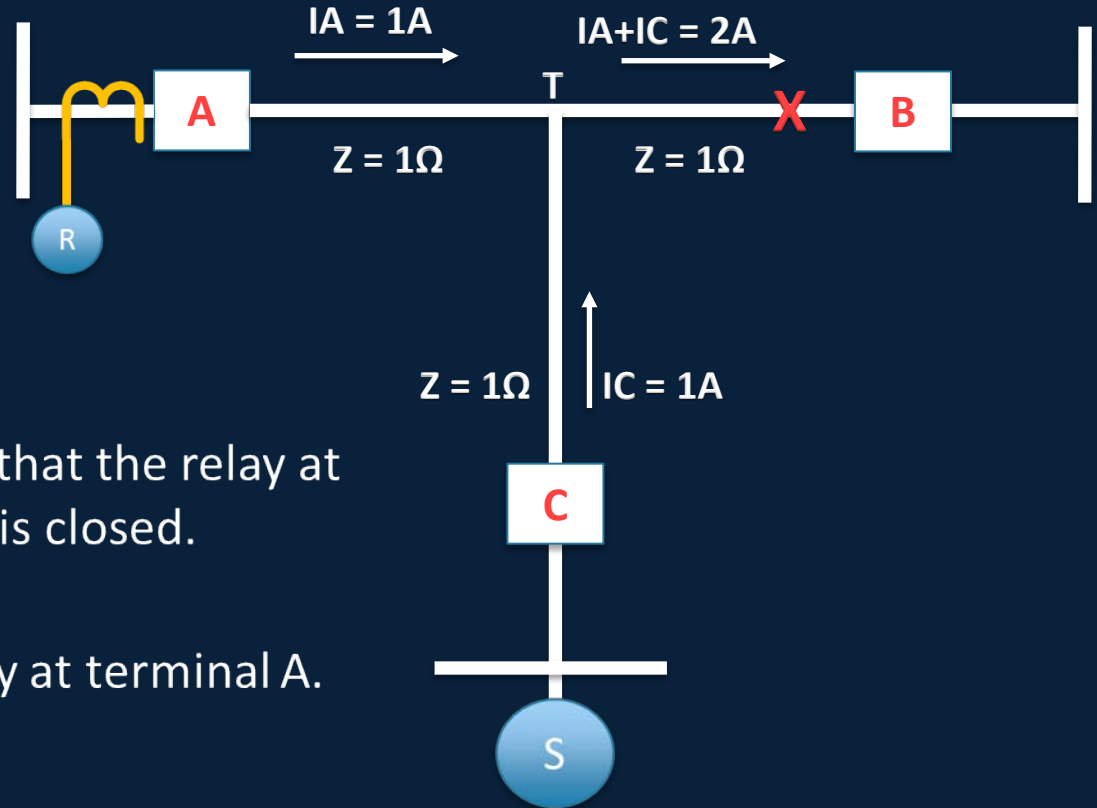 IA = 1A
IA+IC = 2A
T
A
X
B
Z = 1Ω
Z = 1Ω
R
Z = 1Ω
IC = 1A
that the relay at
is closed.
C
y at terminal A.
S